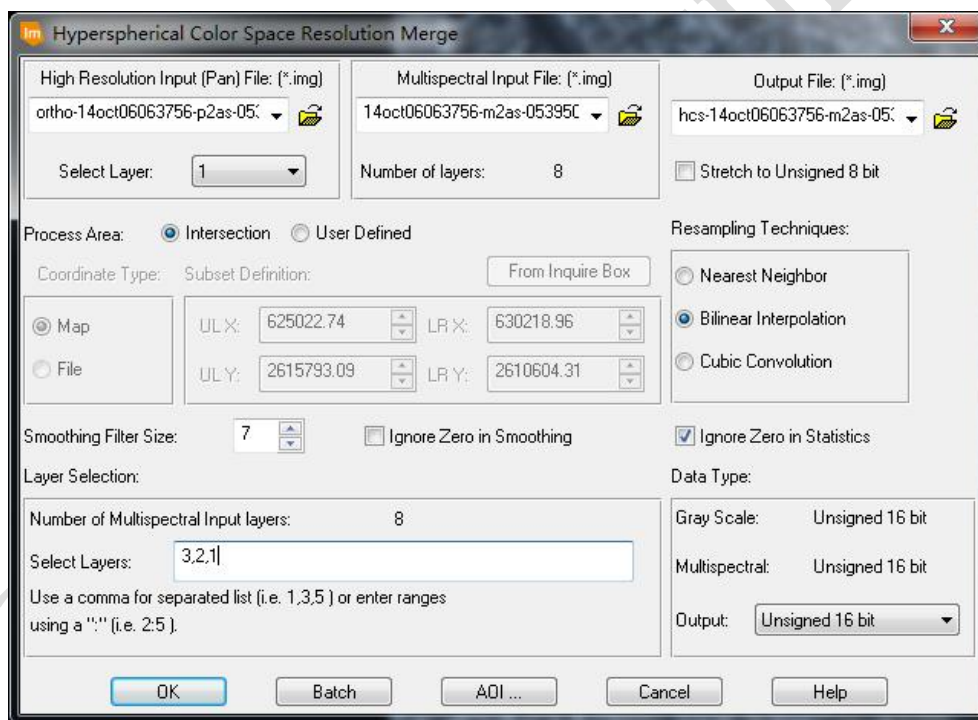 Im Hyperspherical Color Space Resolution Merge
High Resolution Input (Pan) File: (*.img)
ortho-14oct06063756-p2as-05:
Select Layer: 1
Multispectral Input File: (*.img)
14oct06063756-m2as-053950
Number of layers: 8
Output File: (*.img)
hcs-14oct06063756-m2as-05:
Stretch to Unsigned 8 bit
Process Area: Intersection User Defined
Coordinate Type: Subset Definition: From Inquire Box
Map
File
UL X: 625022.74 LR X: 630218.96
UL Y: 2615793.09 LR Y: 2610604.31
Resampling Techniques:
Nearest Neighbor
Bilinear Interpolation
Cubic Convolution
Smoothing Filter Size: 7 Ignore Zero in Smoothing Ignore Zero in Statistics
Layer Selection:
Number of Multispectral Input layers: 8
Select Layers: 3,2,1
Use a comma for separated list (i.e. 1,3,5 ) or enter ranges
using a ":" (i.e. 2:5 ).
Data Type:
Gray Scale: Unsigned 16 bit
Multispectral: Unsigned 16 bit
Output: Unsigned 16 bit
OK Batch AOI ... Cancel Help